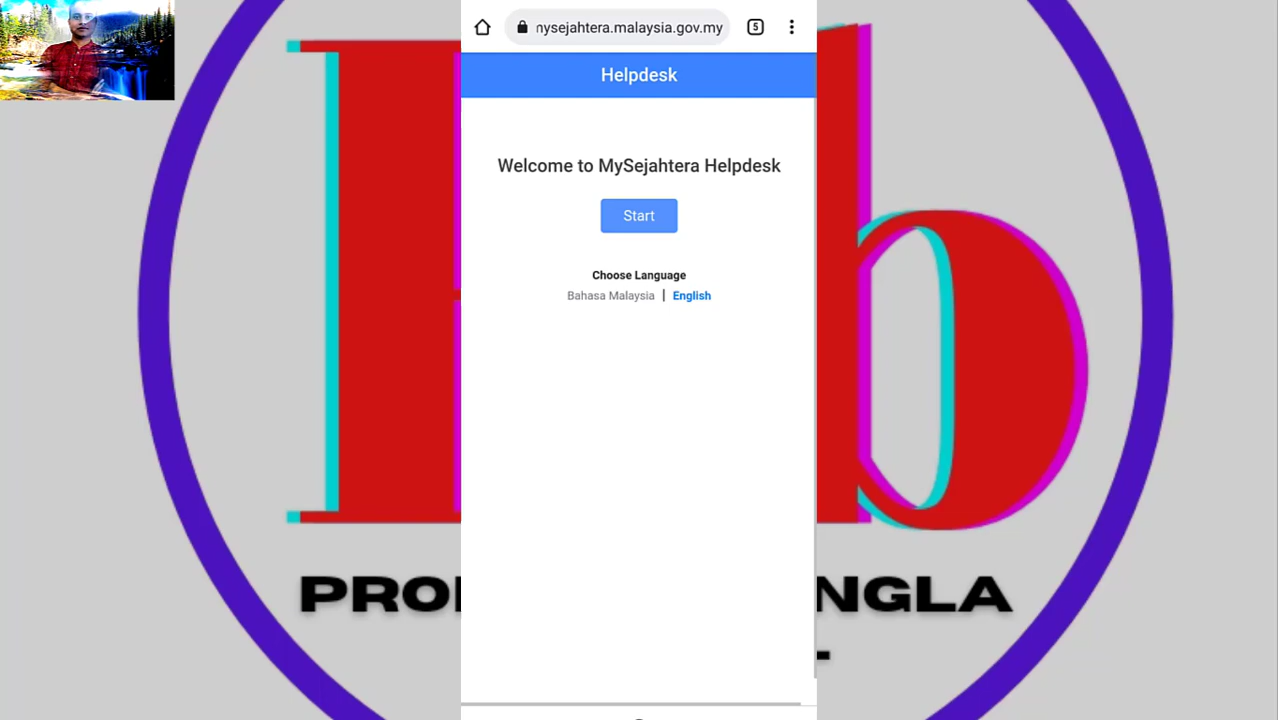 nysejahtera.malaysia.gov.my
5
Helpdesk
Welcome to MySejahtera Helpdesk
Start
Choose Language
Bahasa Malaysia | English
b
PRO
NGLA